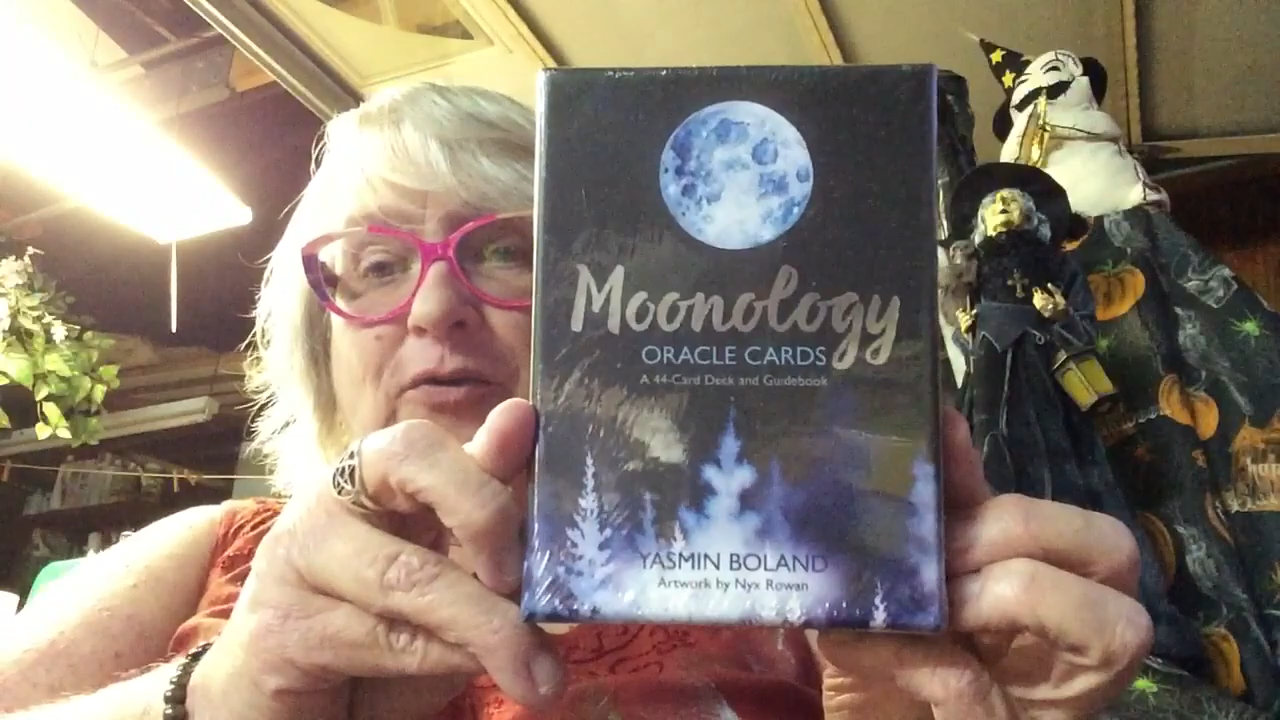 Moonology
ORACLE CARDS
A 44-Card Deck and Guidebook
YASMIN BOLAND
Artwork by Nyx Rowan